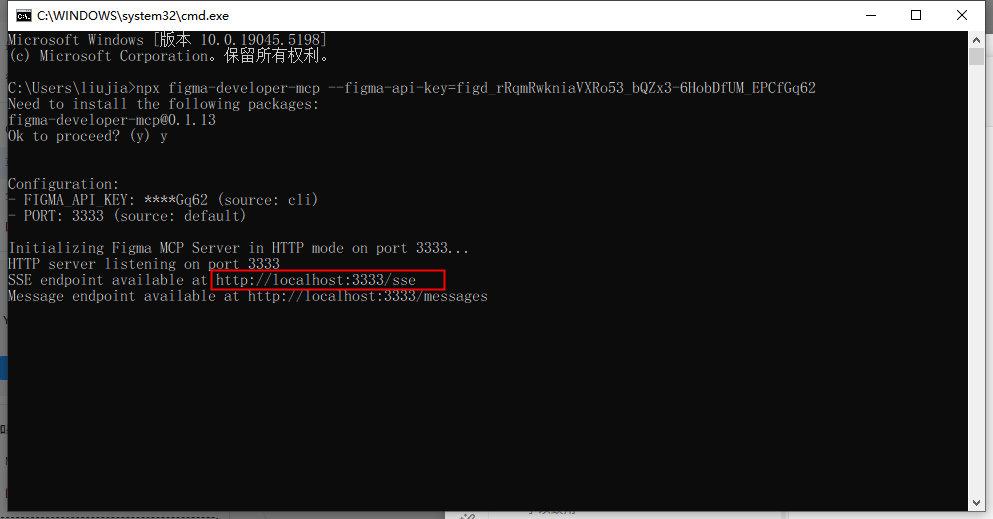 C:\WINDOWS\system32\cmd.exe
Microsoft Windows [版本 10.0.19045.5198]
(c) Microsoft Corporation。保留所有权利。
C:\Users\liujia>npx figma-developer-mcp --figma-api-key=figd_rRqmRwkniaVXRo53_bQZx3-6HobDfUM_EPCfGq62
Need to install the following packages:
figma-developer-mcp@0.1.13
Ok to proceed? (y) y
Configuration:
- FIGMA_API_KEY: ****Gq62 (source: cli)
- PORT: 3333 (source: default)
Initializing Figma MCP Server in HTTP mode on port 3333...
HTTP server listening on port 3333
SSE endpoint available at http://localhost:3333/sse
Message endpoint available at http://localhost:3333/messages